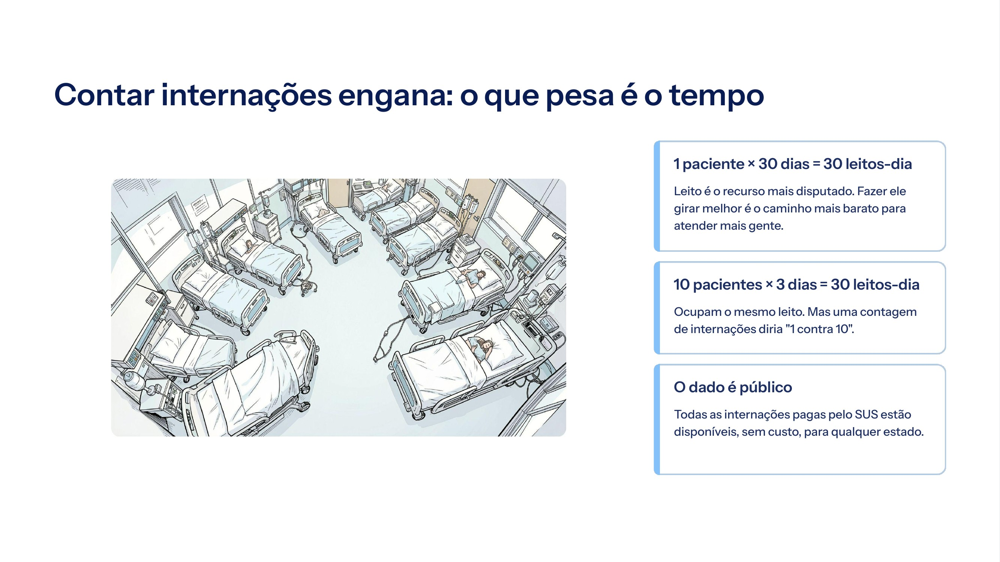 Contar internações engana: o que pesa é o tempo
1 paciente × 30 dias = 30 leitos-dia
Leito é o recurso mais disputado. Fazer ele
girar melhor é o caminho mais barato para
atender mais gente.
10 pacientes × 3 dias = 30 leitos-dia
Ocupam o mesmo leito. Mas uma contagem
de internações diria "1 contra 10".
O dado é público
Todas as internações pagas pelo SUS estão
disponíveis, sem custo, para qualquer estado.